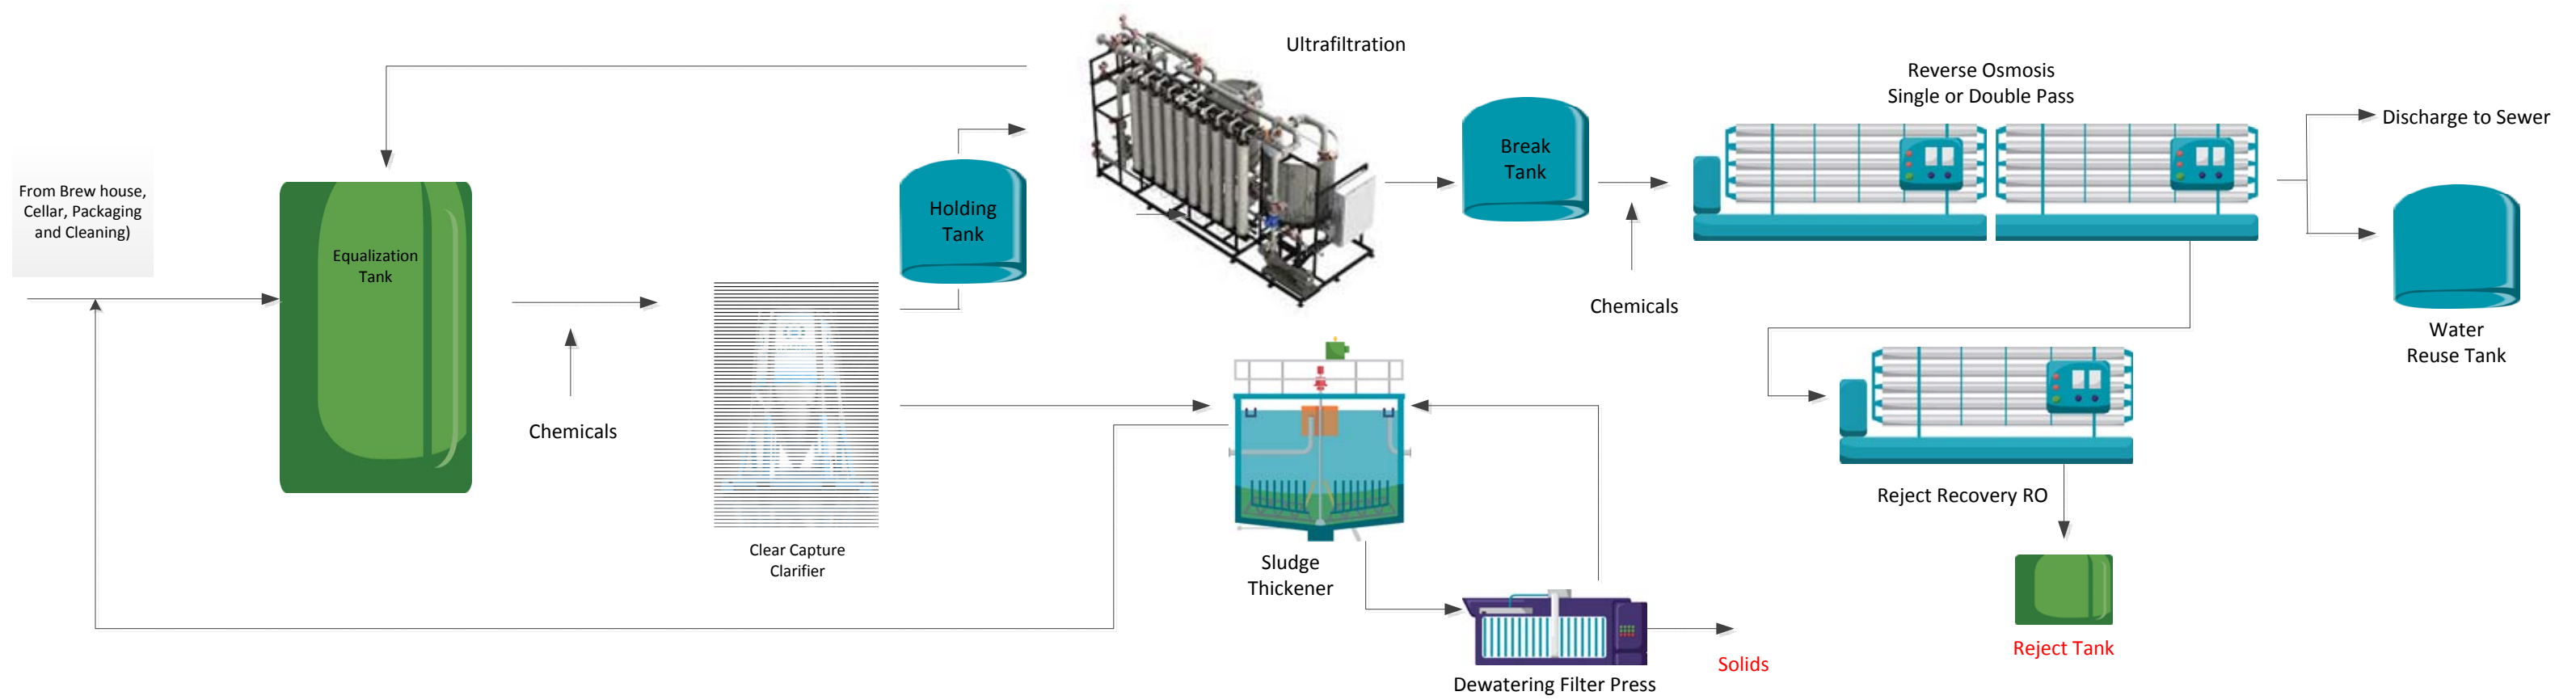 From Brew house,
Cellar, Packaging
and Cleaning)
Equalization
Tank
Chemicals
Clear Capture
Clarifier
Holding
Tank
Ultrafiltration
Break
Tank
Chemicals
Reverse Osmosis
Single or Double Pass
Discharge to Sewer
Water
Reuse Tank
Reject Recovery RO
Reject Tank
Sludge
Thickener
Dewatering Filter Press
Solids